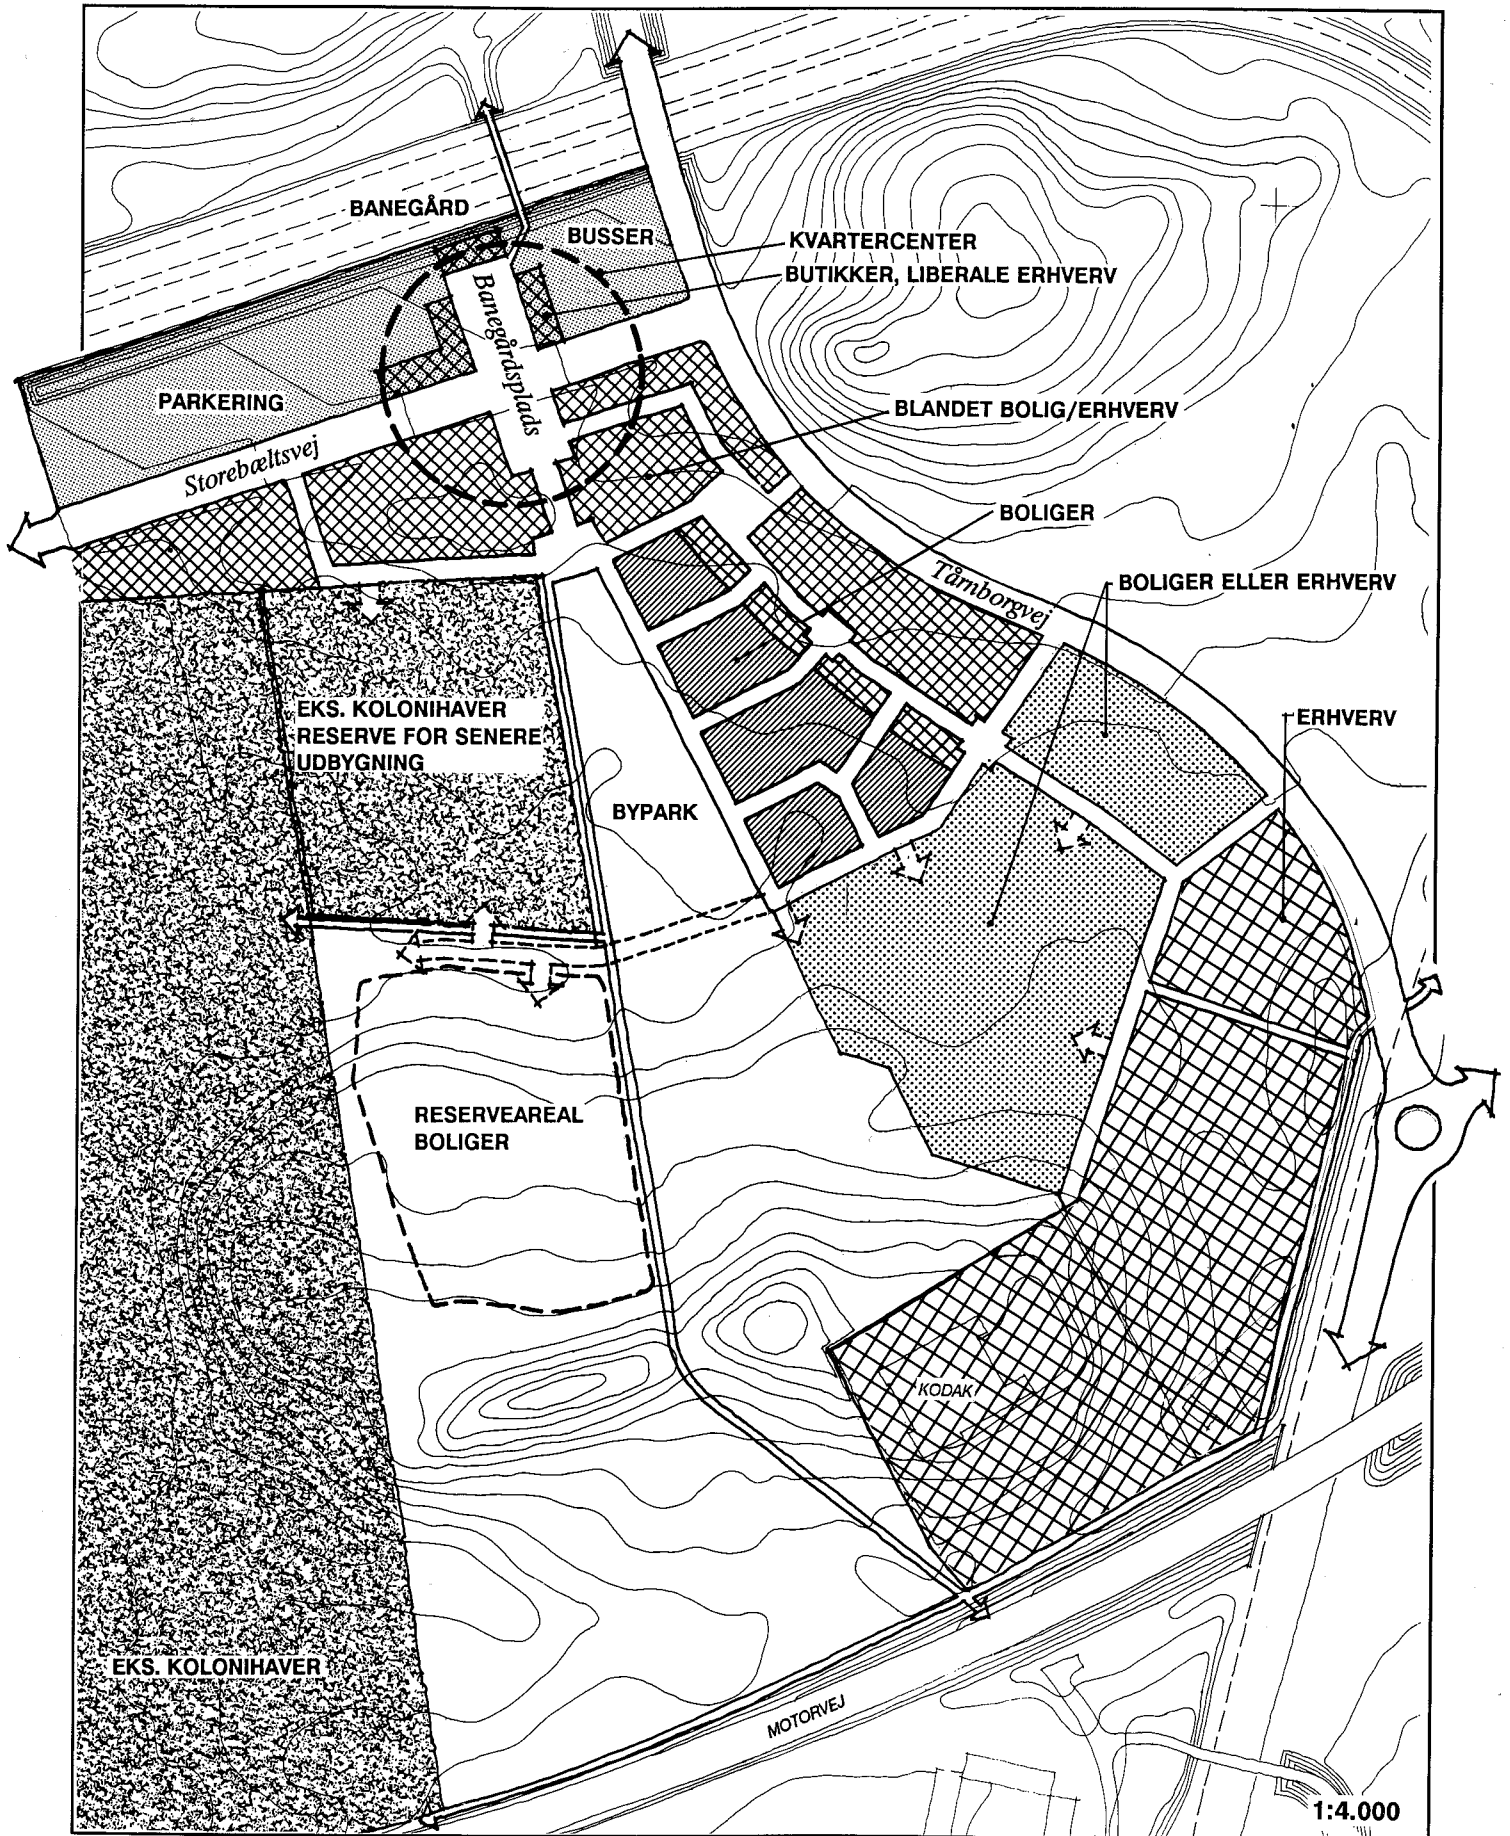 BANEGÅRD
BUSSER
KVARTERCENTER
BUTIKKER, LIBERALE ERHVERV
Banegårdsplads
PARKERING
BLANDET BOLIG/ERHVERV
Storebæltsvej
BOLIGER
Tårnborgvej
BOLIGER ELLER ERHVERV
EKS. KOLONIHAVER
RESERVE FOR SENERE
UDBYGNING
ERHVERV
BYPARK
RESERVEAREAL
BOLIGER
KODAK
EKS. KOLONIHAVER
MOTORVEJ
1:4.000